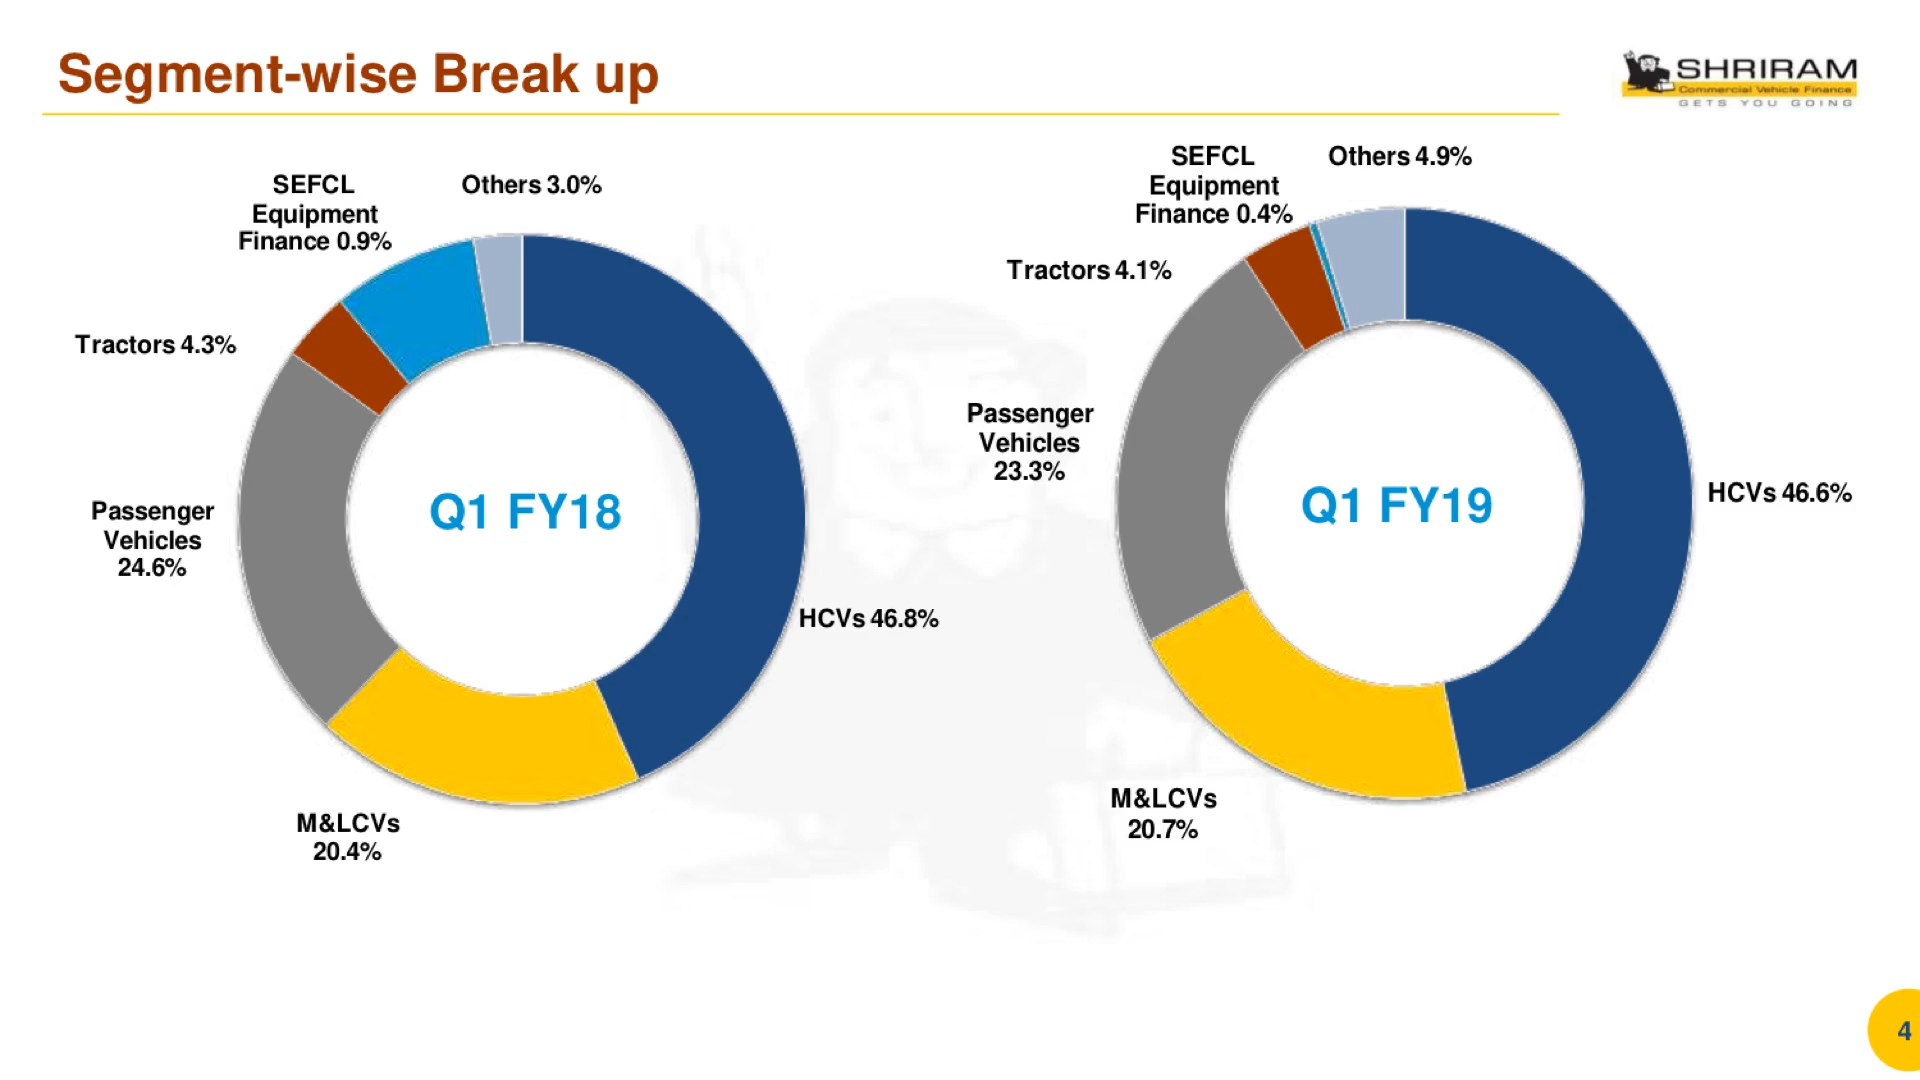 Segment-wise Break up
SHRIRAM
Commercial Vehicle Finance
GETS YOU GOING
SEFCL
Equipment
Finance 0.9%
Others 3.0%
Tractors 4.3%
Passenger
Vehicles
24.6%
Q1 FY18
HCVs 46.8%
M&LCVs
20.4%
SEFCL
Equipment
Finance 0.4%
Others 4.9%
Tractors 4.1%
Passenger
Vehicles
23.3%
Q1 FY19
HCVs 46.6%
M&LCVs
20.7%
4